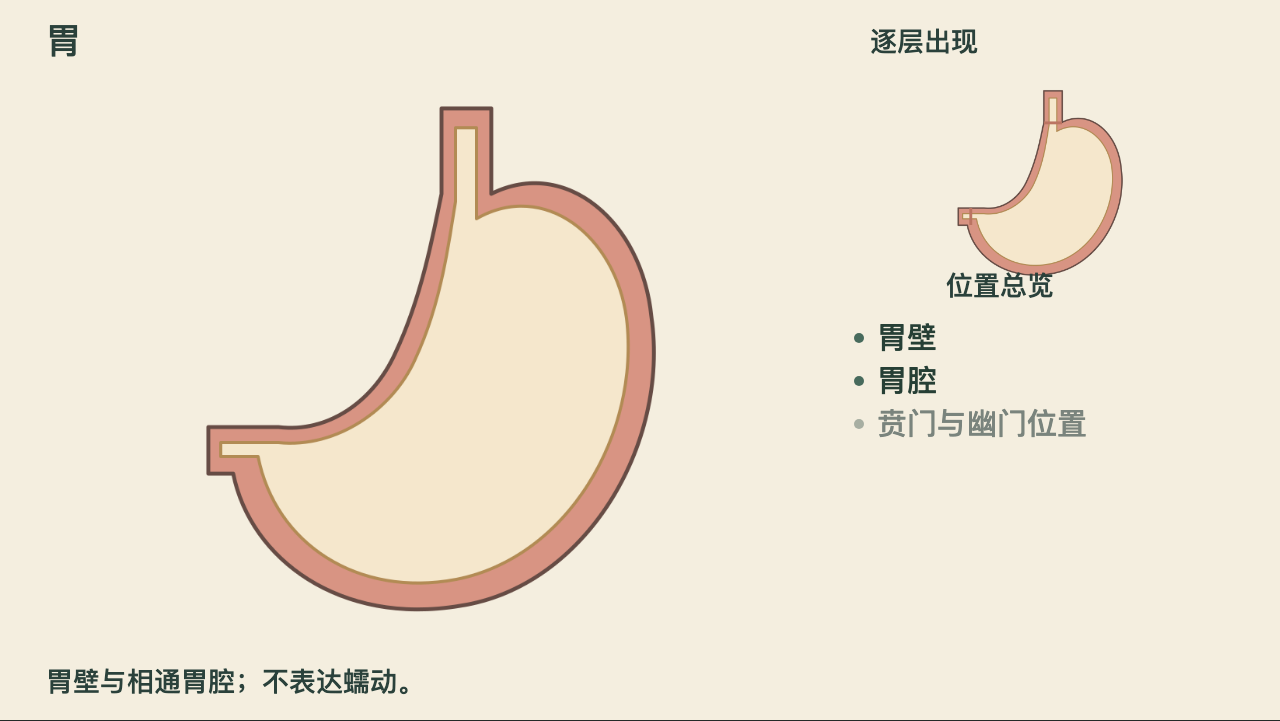 胃
逐层出现
位置总览
胃壁
胃腔
贲门与幽门位置
胃壁与相通胃腔；不表达蠕动。